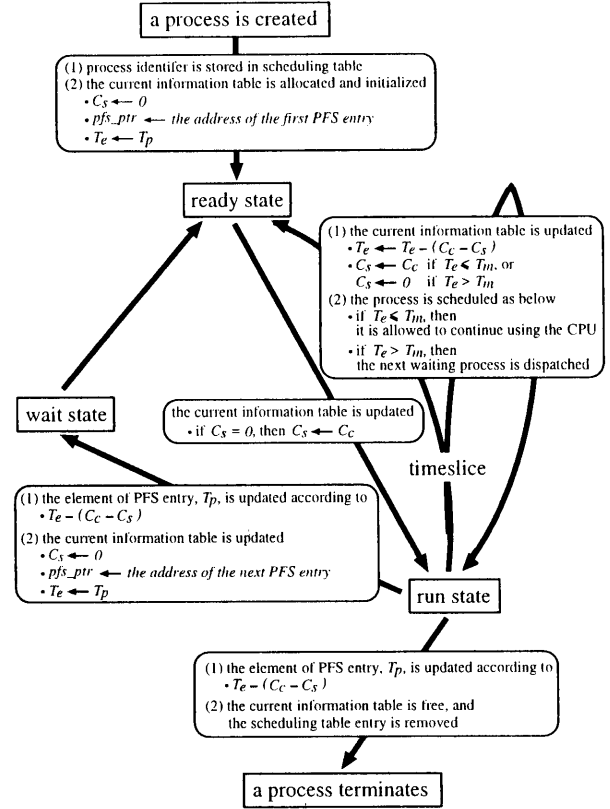 a process is created
(1) process identifer is stored in scheduling table
(2) the current information table is allocated and initialized
• Cs ← 0
• pfs_ptr ← the address of the first PFS entry
• Te ← Tp
ready state
(1) the current information table is updated
• Te ← Te – (Cc – Cs)
• Cs ← Cc if Te ≤ Tm, or
Cs ← 0 if Te > Tm
(2) the process is scheduled as below
• if Te ≤ Tm, then
it is allowed to continue using the CPU
• if Te > Tm, then
the next waiting process is dispatched
wait state
the current information table is updated
• if Cs = 0, then Cs ← Cc
timeslice
(1) the element of PFS entry, Tp, is updated according to
• Te – (Cc – Cs)
(2) the current information table is updated
• Cs ← 0
• pfs_ptr ← the address of the next PFS entry
• Te ← Tp
run state
(1) the element of PFS entry, Tp, is updated according to
• Te – (Cc – Cs)
(2) the current information table is free, and
the scheduling table entry is removed
a process terminates